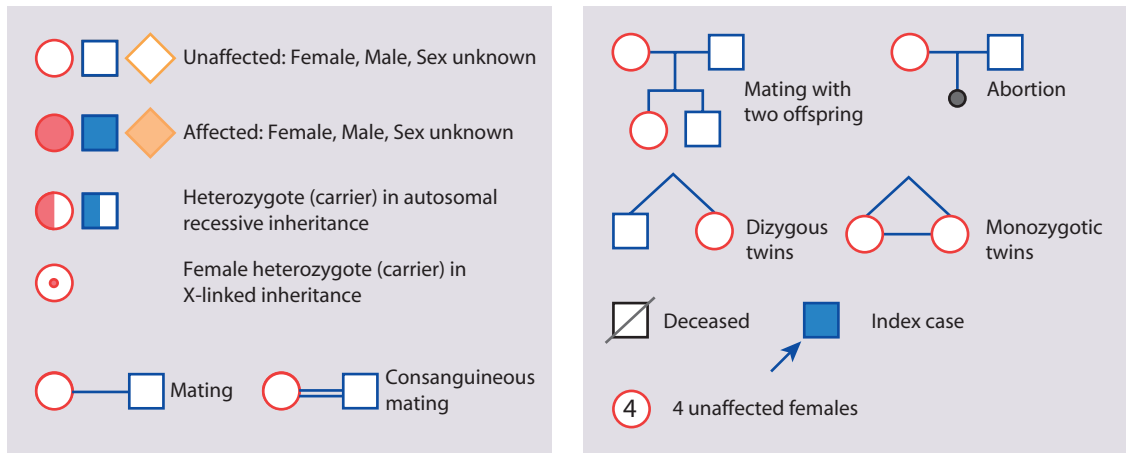 Unaffected: Female, Male, Sex unknown
Affected: Female, Male, Sex unknown
Heterozygote (carrier) in autosomal
recessive inheritance
Female heterozygote (carrier) in
X-linked inheritance
Mating
Consanguineous
mating
Mating with
two offspring
Abortion
Dizygous
twins
Monozygotic
twins
Deceased
Index case
4
4 unaffected females